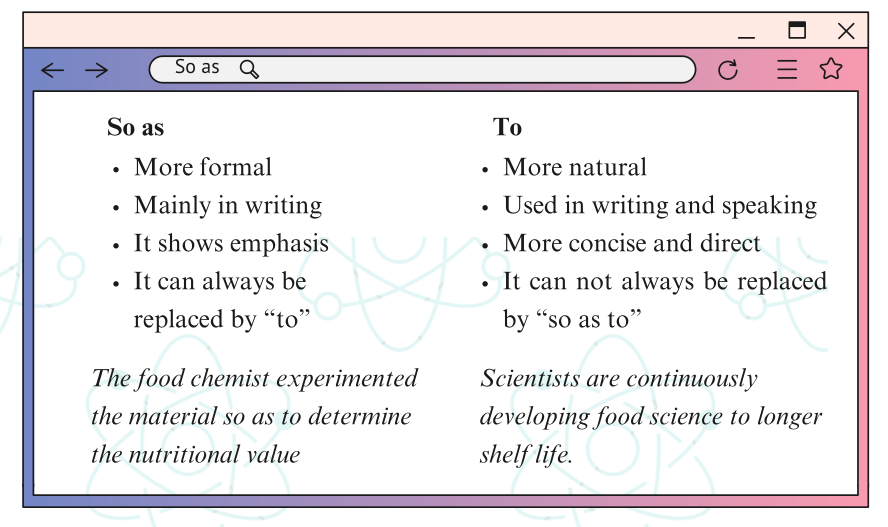 So as
So as
More formal
Mainly in writing
It shows emphasis
It can always be
replaced by “to”
The food chemist experimented
the material so as to determine
the nutritional value
To
More natural
Used in writing and speaking
More concise and direct
It can not always be replaced
by “so as to”
Scientists are continuously
developing food science to longer
shelf life.